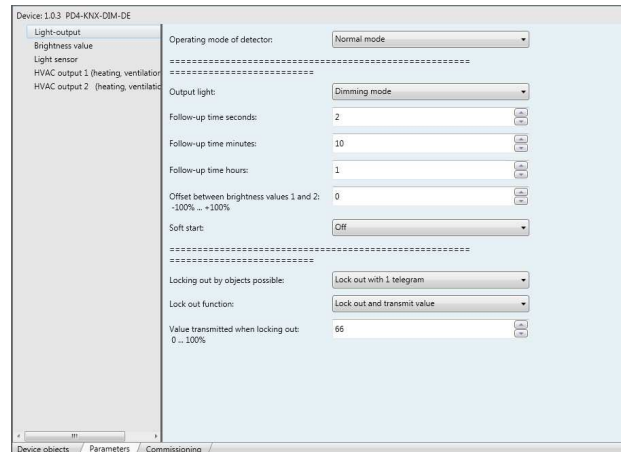 Device: 1.0.3 PD4-KNX-DIM-DE
Light-output
Brightness value
Light sensor
HVAC output 1 (heating, ventilation
HVAC output 2 (heating, ventilatic
Operating mode of detector: Normal mode
====================================================
=========================
Output light: Dimming mode
Follow-up time seconds: 2
Follow-up time minutes: 10
Follow-up time hours: 1
Offset between brightness values 1 and 2: 0
-100% ... +100%
Soft start: Off
====================================================
=========================
Locking out by objects possible: Lock out with 1 telegram
Lock out function: Lock out and transmit value
Value transmitted when locking out: 66
0 ... 100%
Device objects Parameters Commissioning